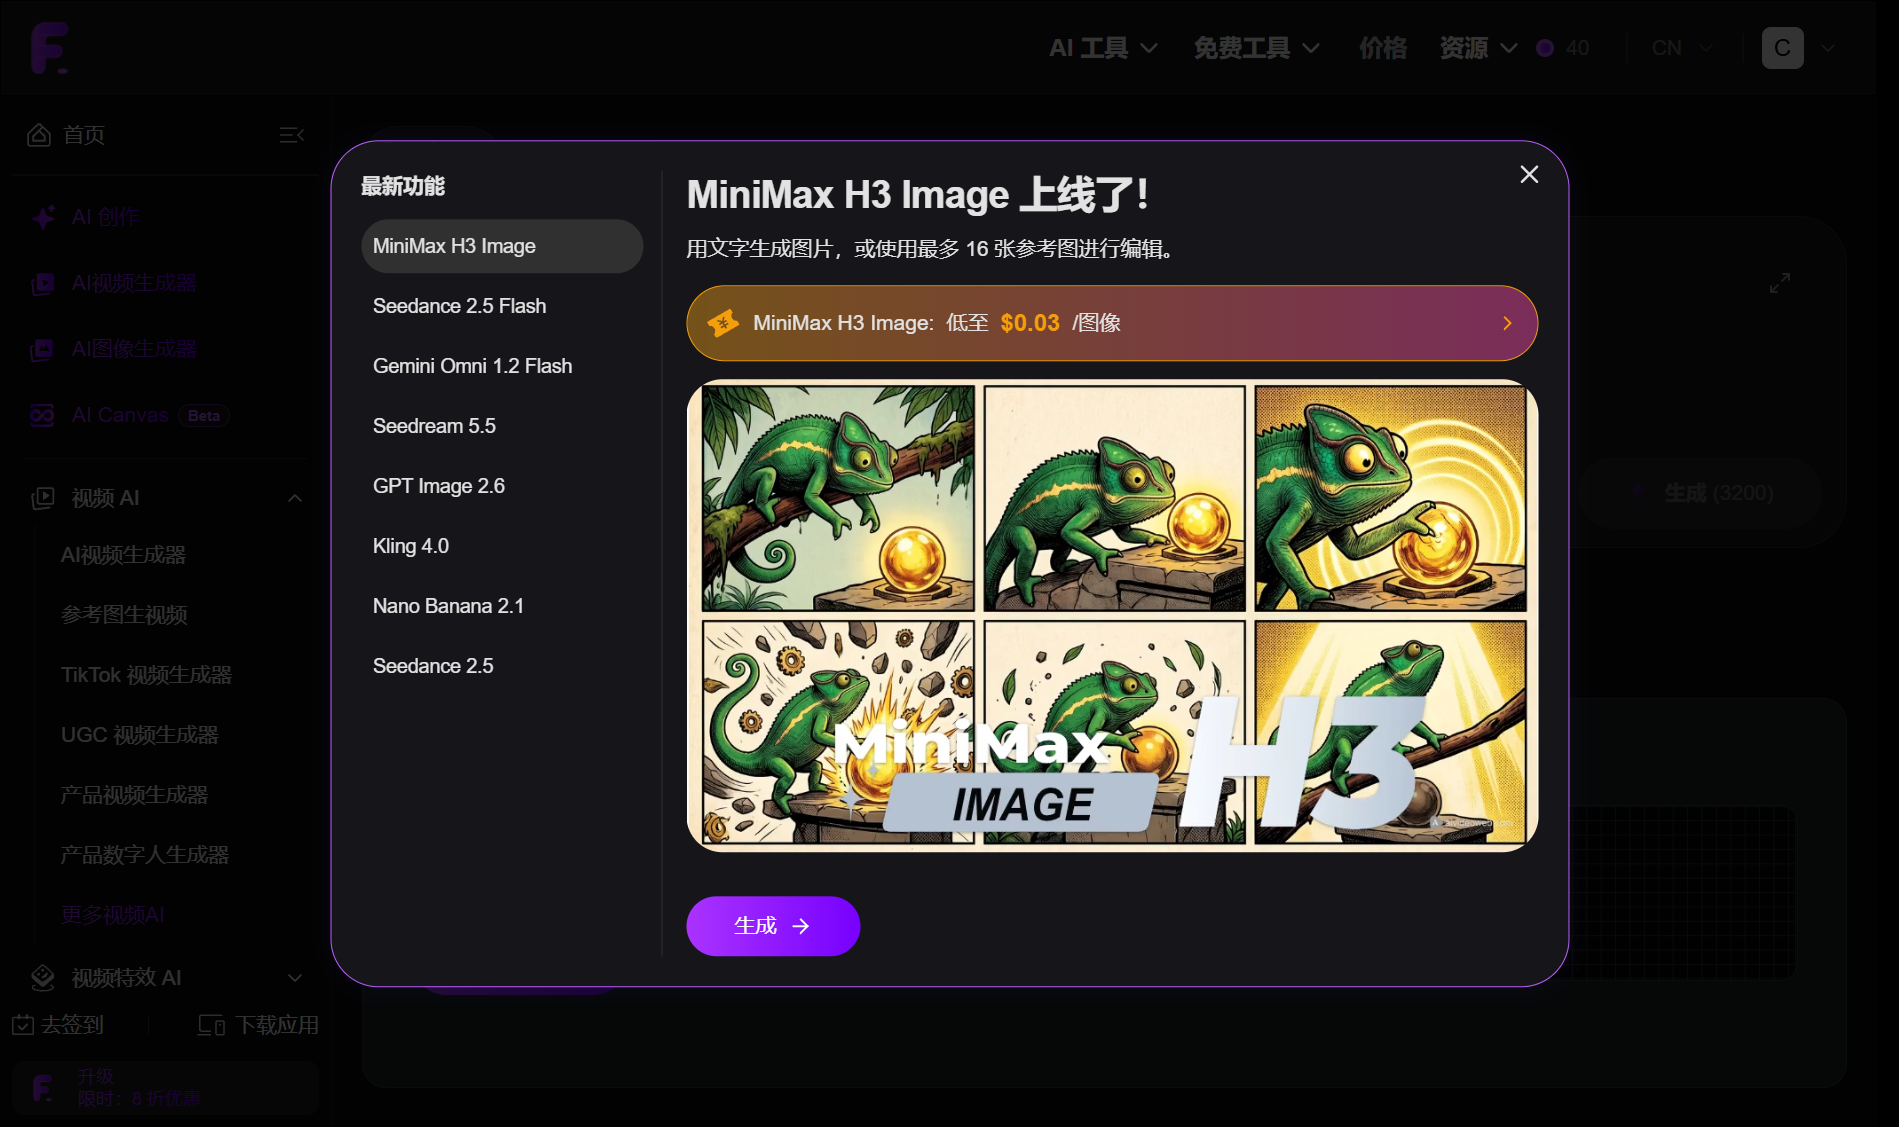 F.
AI 工具
免费工具
价格
资源
40
CN
C
首页
AI 创作
AI视频生成器
AI图像生成器
AI Canvas Beta
视频 AI
AI视频生成器
参考图生视频
TikTok 视频生成器
UGC 视频生成器
产品视频生成器
产品数字人生成器
更多视频AI
视频特效 AI
去签到
下载应用
升级
限时：8 折优惠
最新功能
MiniMax H3 Image
Seedance 2.5 Flash
Gemini Omni 1.2 Flash
Seedream 5.5
GPT Image 2.6
Kling 4.0
Nano Banana 2.1
Seedance 2.5
MiniMax H3 Image 上线了！
用文字生成图片，或使用最多 16 张参考图进行编辑。
MiniMax H3 Image: 低至 $0.03 /图像
MiniMax
IMAGE
H3
生成
生成 (3200)